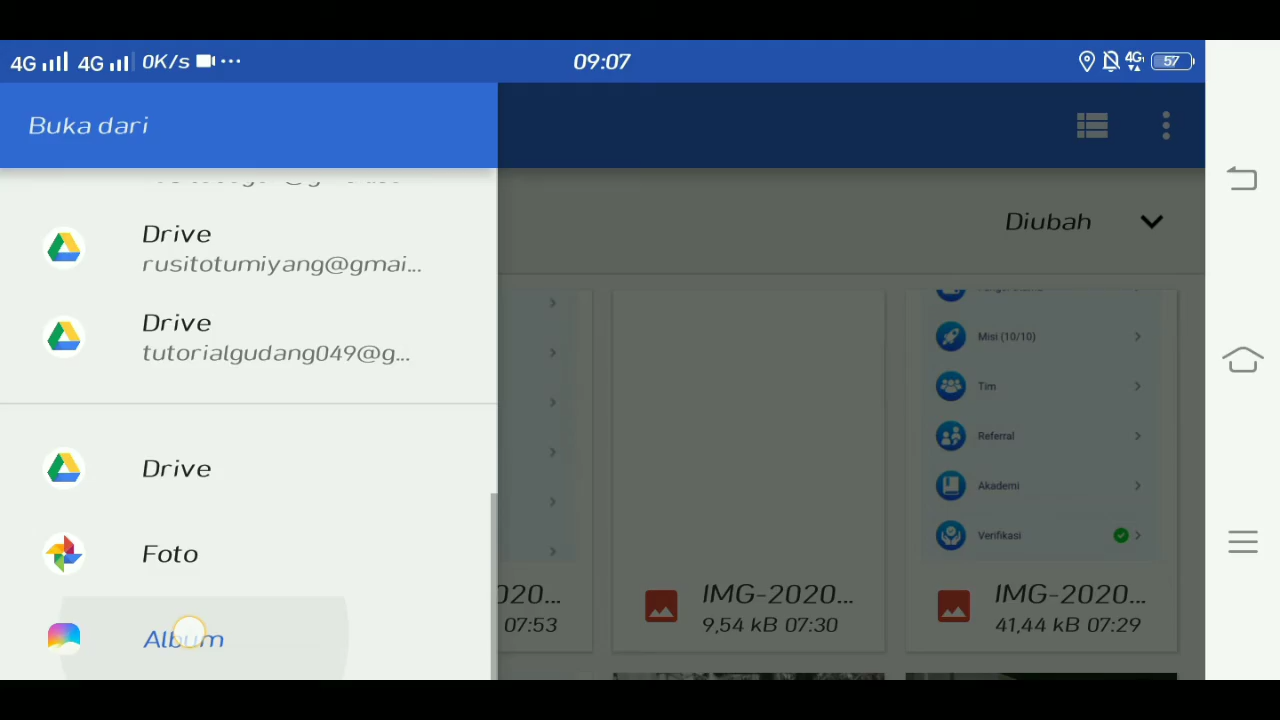 4G 4G 0K/s ... 09:07 4G 57
Buka dari
Drive
rusitotumiyang@gmai...
Drive
tutorialgudang049@g...
Drive
Foto
Album
Diubah
Misi (10/10)
Tim
Referral
Akademi
Verifikasi
020...
07:53
IMG-2020...
9,54 kB 07:30
IMG-2020...
41,44 kB 07:29